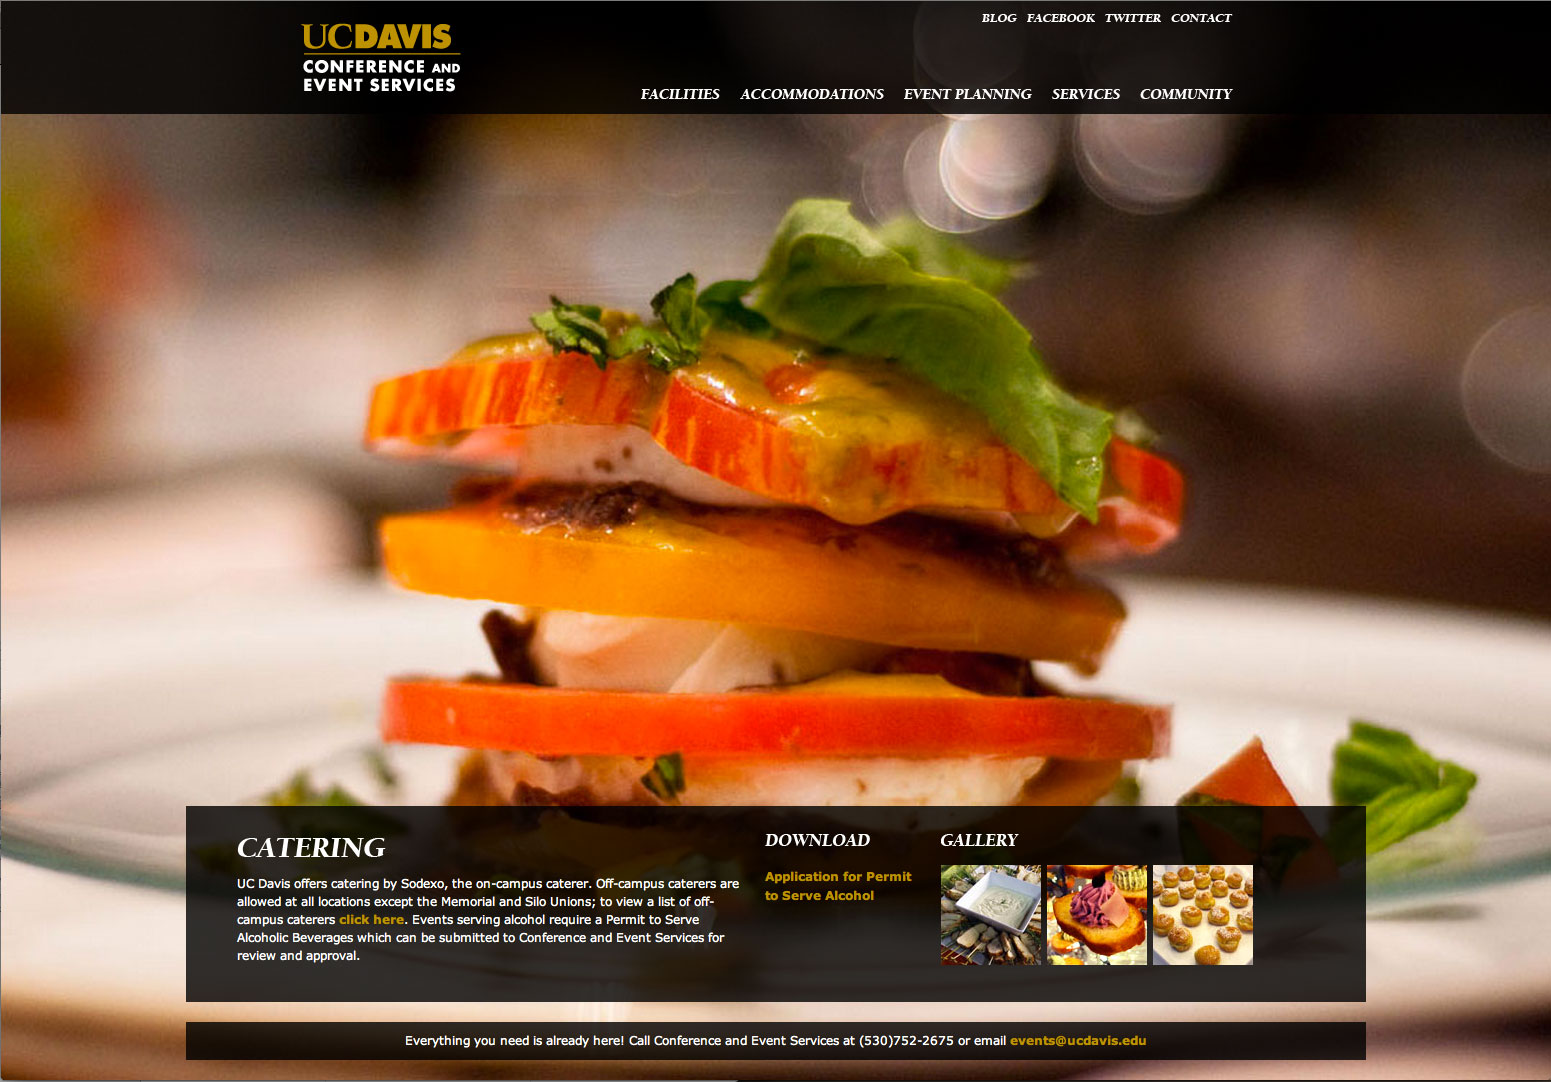 BLOG FACEBOOK TWITTER CONTACT
UCDAVIS
CONFERENCE AND
EVENT SERVICES
FACILITIES ACCOMMODATIONS EVENT PLANNING SERVICES COMMUNITY
CATERING
UC Davis offers catering by Sodexo, the on-campus caterer. Off-campus caterers are
allowed at all locations except the Memorial and Silo Unions; to view a list of off-
campus caterers click here. Events serving alcohol require a Permit to Serve
Alcoholic Beverages which can be submitted to Conference and Event Services for
review and approval.
DOWNLOAD
Application for Permit
to Serve Alcohol
GALLERY
Everything you need is already here! Call Conference and Event Services at (530)752-2675 or email events@ucdavis.edu